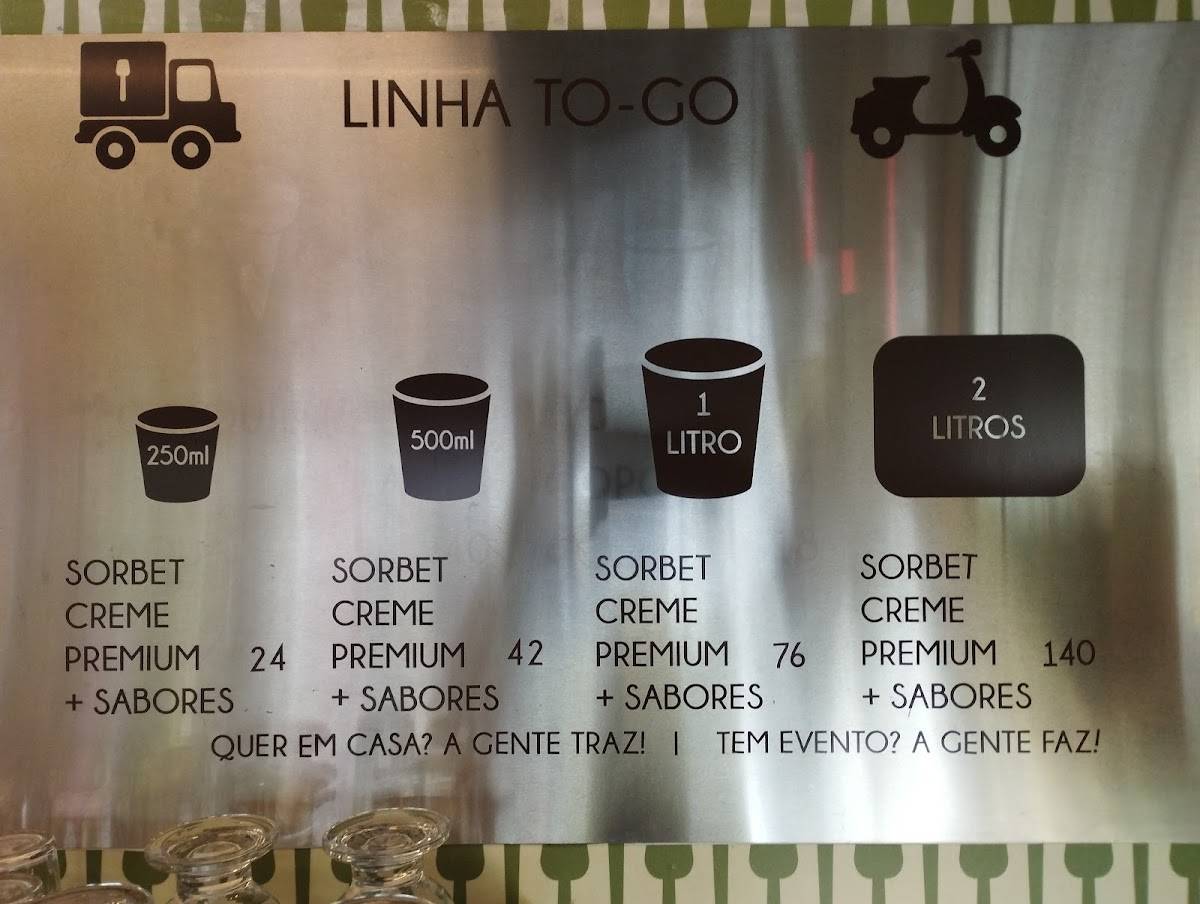 LINHA TO-GO
250ml
500ml
1
LITRO
2
LITROS
SORBET
CREME
PREMIUM 24
+ SABORES
SORBET
CREME
PREMIUM 42
+ SABORES
SORBET
CREME
PREMIUM 76
+ SABORES
SORBET
CREME
PREMIUM 140
+ SABORES
QUER EM CASA? A GENTE TRAZ! | TEM EVENTO? A GENTE FAZ!